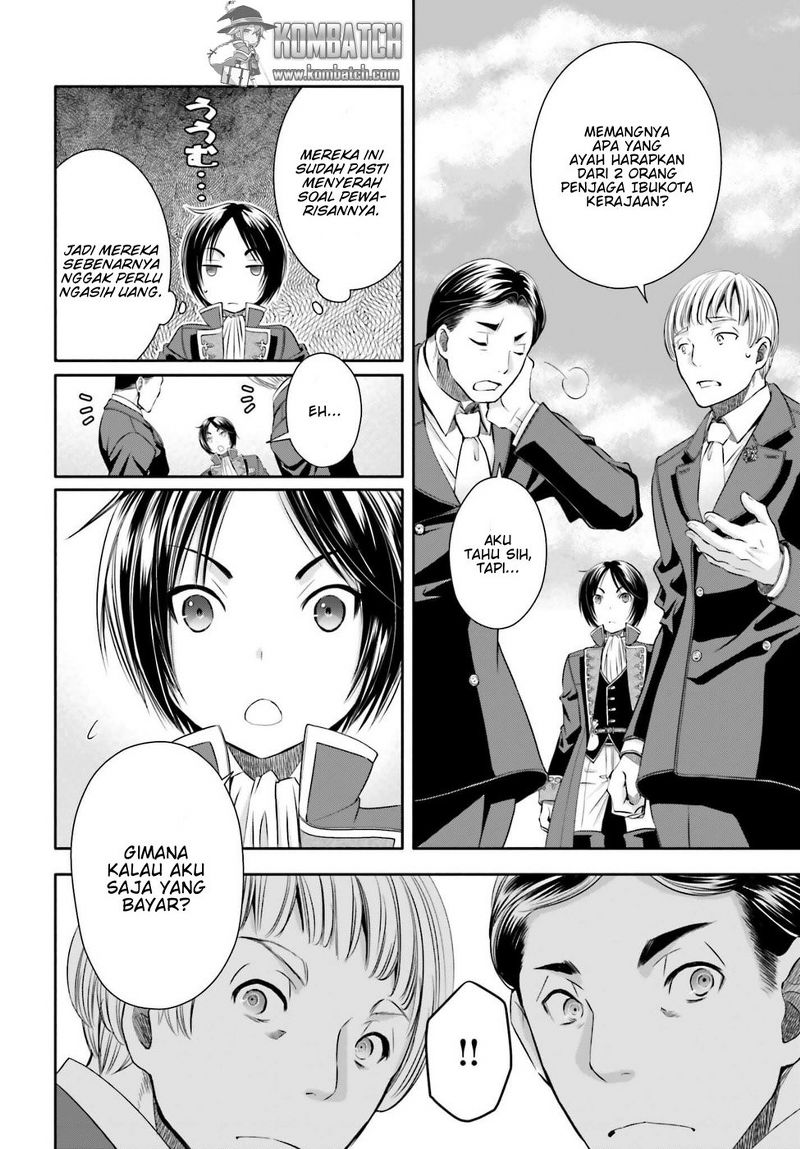 KOMBATCH
www.kombatch.com
MEMANGNYA
APA YANG
AYAH HARAPKAN
DARI 2 ORANG
PENJAGA IBUKOTA
KERAJAAN?
AKU
TAHU SIH,
TAPI...
MEREKA INI
SUDAH PASTI
MENYERAH
SOAL PEWA-
RISANNYA.
ううむ…
JADI MEREKA
SEBENARNYA
NGGAK PERLU
NGASIH UANG.
EH...
GIMANA
KALAU AKU
SAJA YANG
BAYAR?
!!